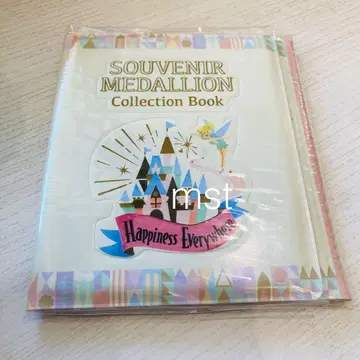 SOUVENIR
MEDALLION
Collection Book
mst
Happiness Everywhere